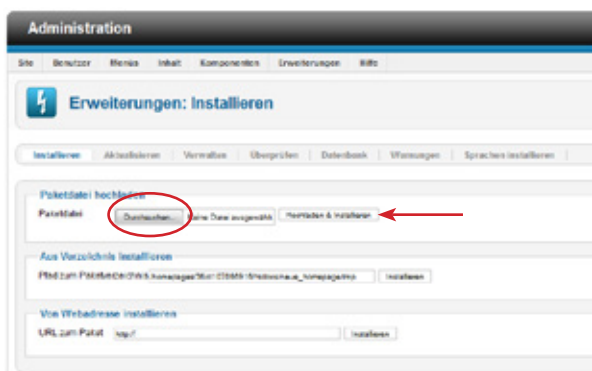 Administration
Site Benutzer Menüs Inhalt Komponenten Erweiterungen Hilfe
Erweiterungen: Installieren
Installieren Aktualisieren Verwalten Überprüfen Datenbank Warnungen Sprachen installieren
Paketdatei hochladen
Paketdatei Durchsuchen... Keine Datei ausgewählt. Hochladen & Installieren
Aus Verzeichnis installieren
Pfad zum Paketverzeichnis Installieren
Von Webadresse installieren
URL zum Paket http:// Installieren